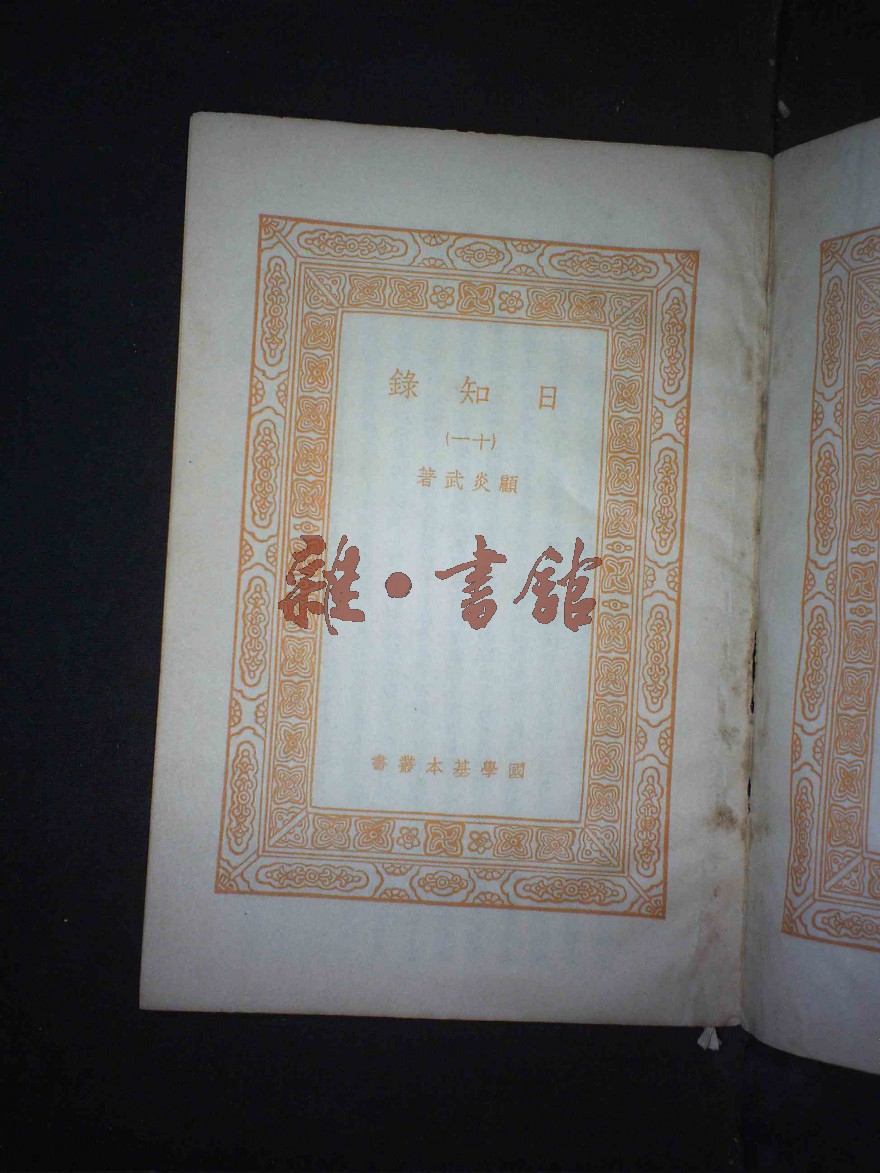 日知錄
(十一)
顧炎武著
雜·書館
國學基本叢書